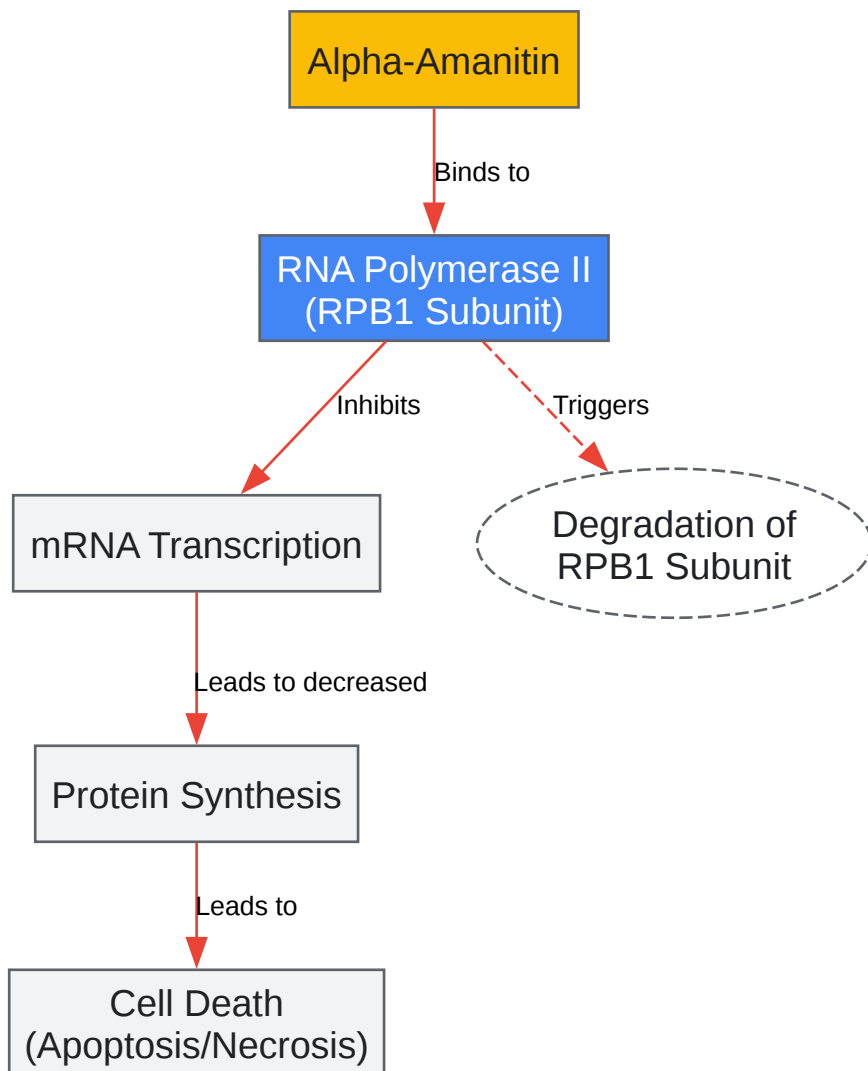 Alpha-Amanitin
Binds to
RNA Polymerase II
(RPB1 Subunit)
Inhibits
Triggers
mRNA Transcription
Degradation of
RPB1 Subunit
Leads to decreased
Protein Synthesis
Leads to
Cell Death
(Apoptosis/Necrosis)